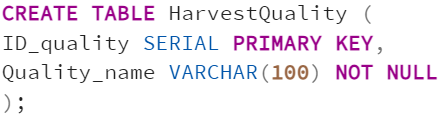 CREATE TABLE HarvestQuality (
ID_quality SERIAL PRIMARY KEY,
Quality_name VARCHAR(100) NOT NULL
);